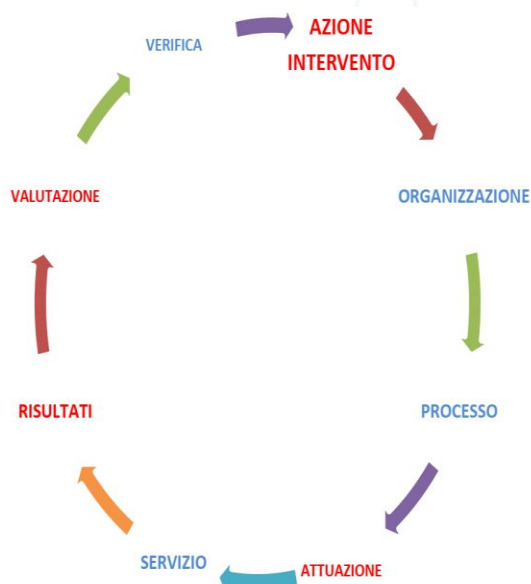 VERIFICA
AZIONE
INTERVENTO
ORGANIZZAZIONE
PROCESSO
ATTUAZIONE
SERVIZIO
RISULTATI
VALUTAZIONE